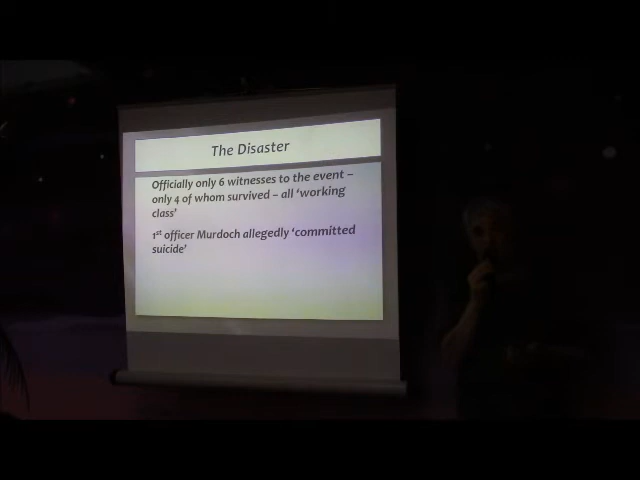 The Disaster
Officially only 6 witnesses to the event –
only 4 of whom survived – all ‘working
class’
1st officer Murdoch allegedly ‘committed
suicide’